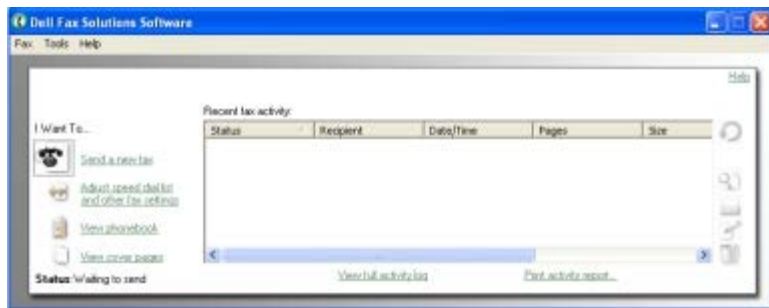 Dell Fax Solutions Software
Fax Tools Help
Help
Recent fax activity:
I Want To...
Status Recipient Date/Time Pages Size
Send a new fax
Adjust speed dial list
and other fax settings
View phonebook
View cover pages
Status: Waiting to send
View full activity log
Print activity report...